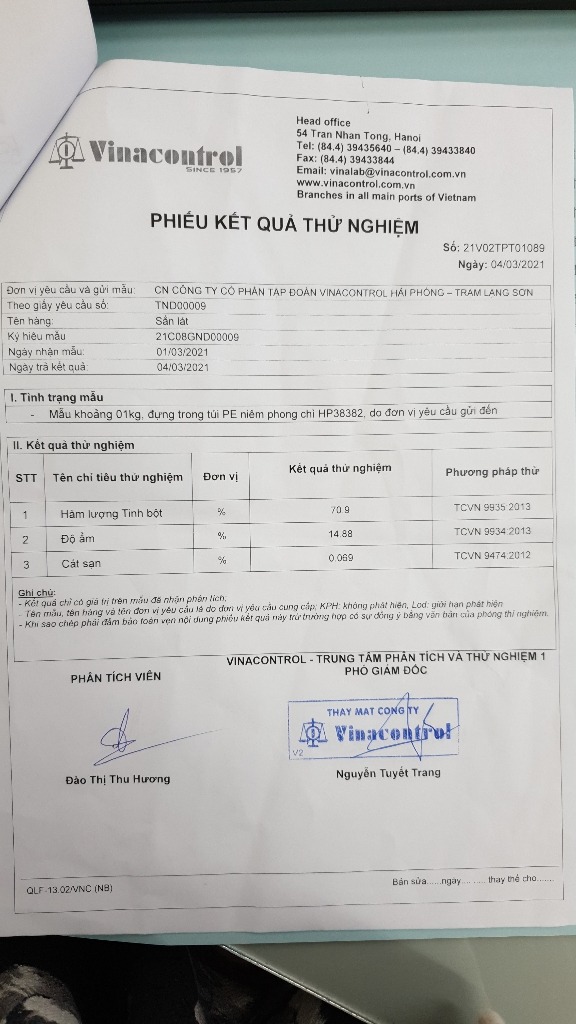 Vinacontrol
SINCE 1957
Head office
54 Tran Nhan Tong, Hanoi
Tel: (84.4) 39435640 – (84.4) 39433840
Fax: (84.4) 39433844
Email: vinalab@vinacontrol.com.vn
www.vinacontrol.com.vn
Branches in all main ports of Vietnam
PHIẾU KẾT QUẢ THỬ NGHIỆM
Số: 21V02TPT01089
Ngày: 04/03/2021
Đơn vị yêu cầu và gửi mẫu: CN CÔNG TY CỔ PHẦN TẬP ĐOÀN VINACONTROL HẢI PHÒNG – TRẠM LẠNG SƠN
Theo giấy yêu cầu số: TND00009
Tên hàng: Sắn lát
Ký hiệu mẫu 21C08GND00009
Ngày nhận mẫu: 01/03/2021
Ngày trả kết quả: 04/03/2021
I. Tình trạng mẫu
- Mẫu khoảng 01kg, đựng trong túi PE niêm phong chì HP38382, do đơn vị yêu cầu gửi đến
II. Kết quả thử nghiệm
STT Tên chỉ tiêu thử nghiệm Đơn vị Kết quả thử nghiệm Phương pháp thử
1 Hàm lượng Tinh bột % 70.9 TCVN 9935:2013
2 Độ ẩm % 14.88 TCVN 9934:2013
3 Cát sạn % 0.069 TCVN 9474:2012
Ghi chú:
- Kết quả chỉ có giá trị trên mẫu đã nhận phân tích;
- Tên mẫu, tên hàng và tên đơn vị yêu cầu là do đơn vị yêu cầu cung cấp; KPH: không phát hiện, Lod: giới hạn phát hiện
- Khi sao chép phải đảm bảo toàn vẹn nội dung phiếu kết quả này trừ trường hợp có sự đồng ý bằng văn bản của phòng thí nghiệm.
VINACONTROL - TRUNG TÂM PHÂN TÍCH VÀ THỬ NGHIỆM 1
PHÂN TÍCH VIÊN PHÓ GIÁM ĐỐC
THAY MẶT CÔNG TY
Vinacontrol
V2
Đào Thị Thu Hương Nguyễn Tuyết Trang
QLF-13.02/VNC (NB) Bản sửa......ngày.......... thay thế cho.......